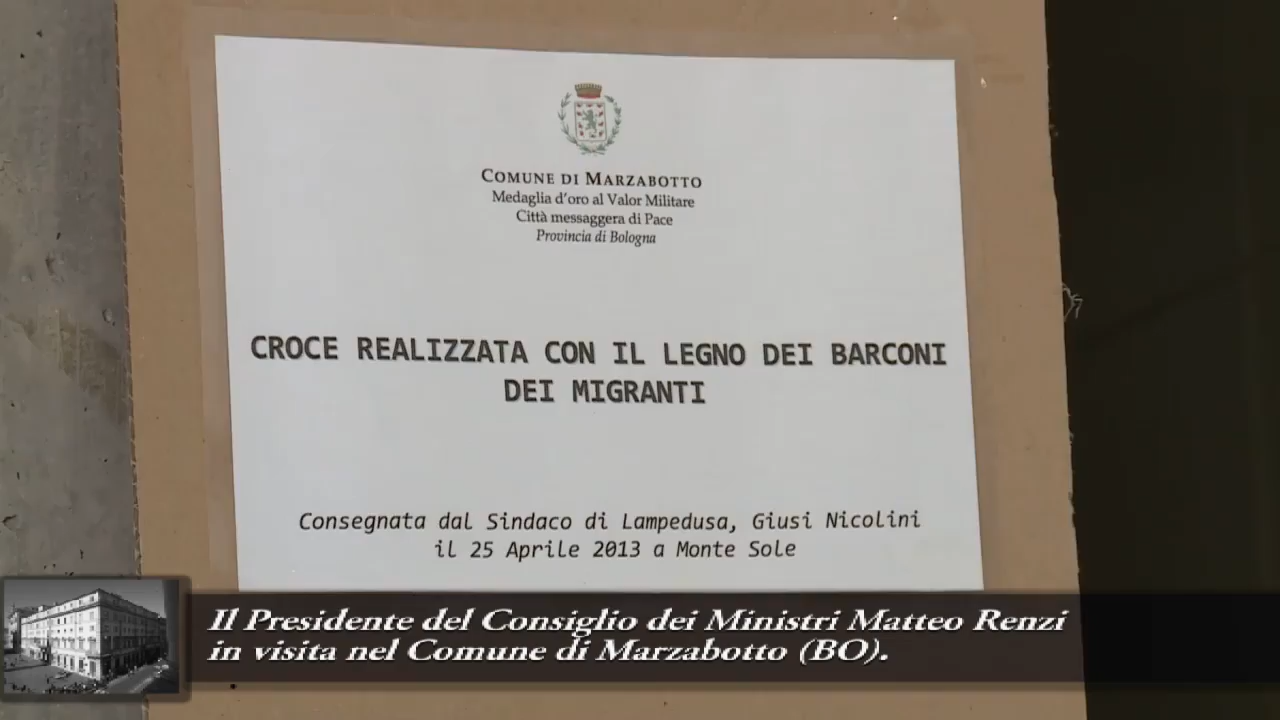 COMUNE DI MARZABOTTO
Medaglia d'oro al Valor Militare
Città messaggera di Pace
Provincia di Bologna
CROCE REALIZZATA CON IL LEGNO DEI BARCONI
DEI MIGRANTI
Consegnata dal Sindaco di Lampedusa, Giusi Nicolini
il 25 Aprile 2013 a Monte Sole
Il Presidente del Consiglio dei Ministri Matteo Renzi
in visita nel Comune di Marzabotto (BO).